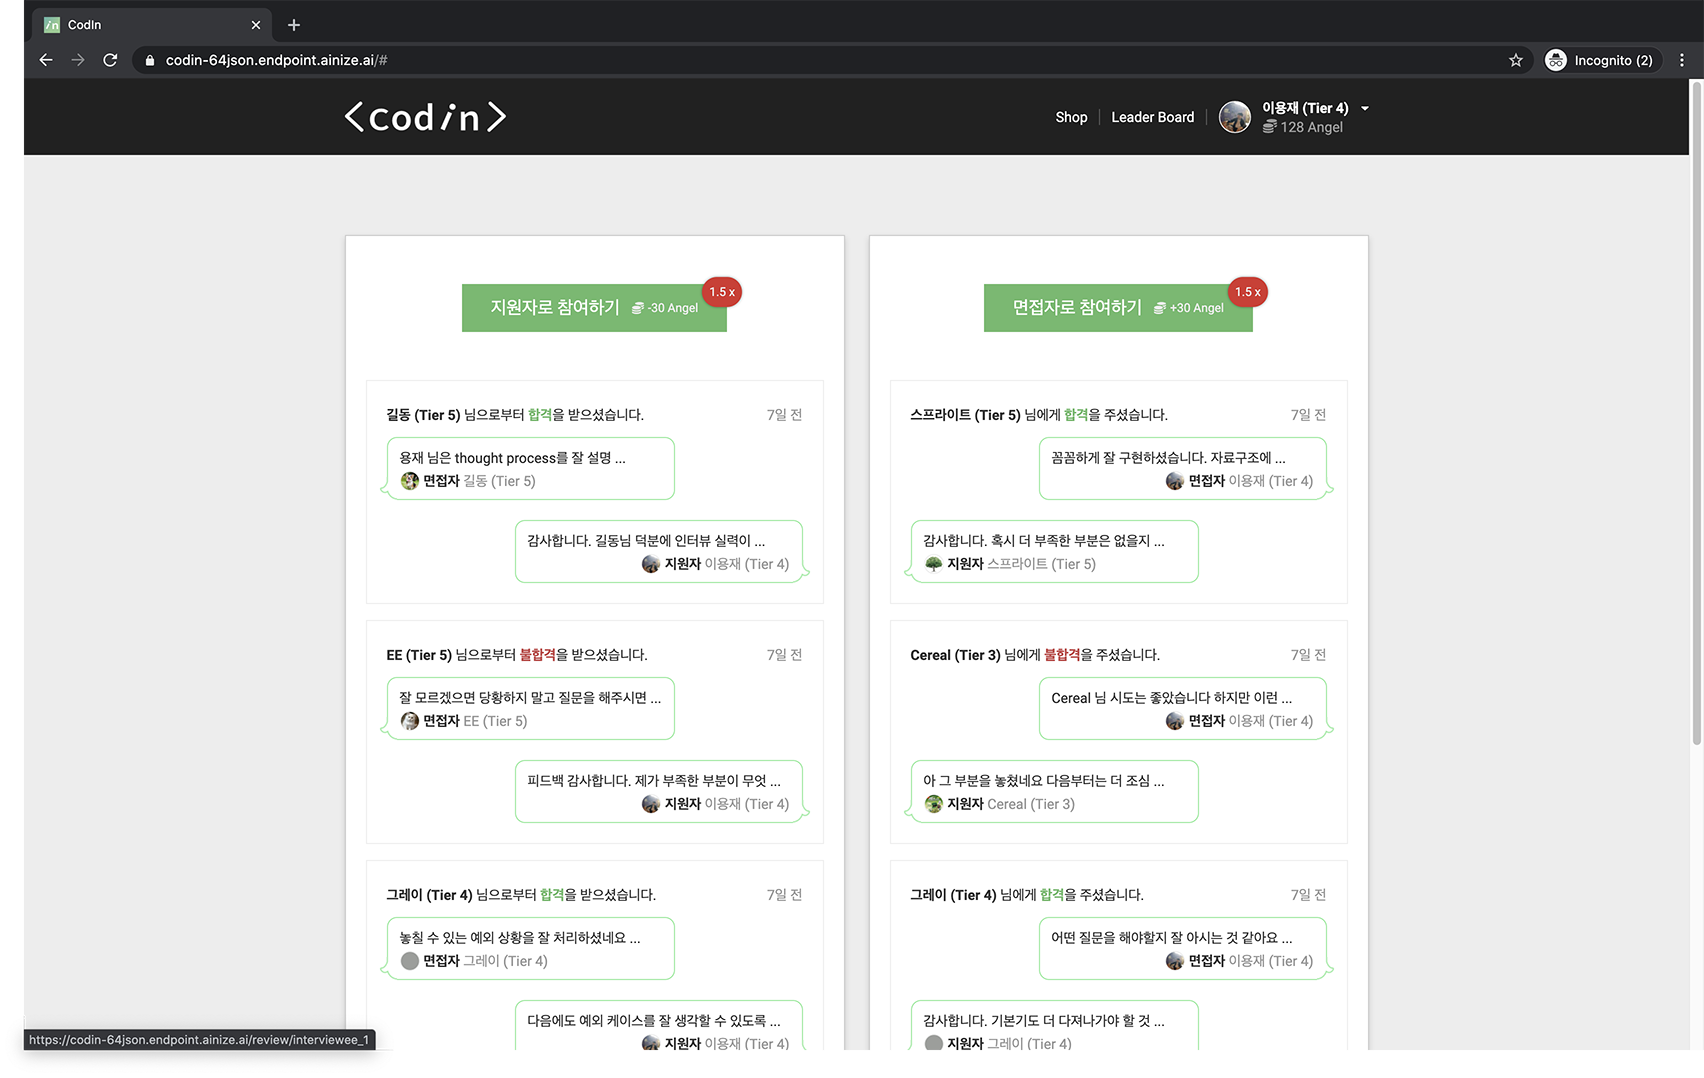 CodIn
codin-64json.endpoint.ainize.ai/#
Incognito (2)
<codin>
Shop
Leader Board
이용재 (Tier 4)
128 Angel
지원자로 참여하기 -30 Angel
1.5 x
길동 (Tier 5) 님으로부터 합격을 받으셨습니다.
7일 전
용재 님은 thought process를 잘 설명 ...
면접자 길동 (Tier 5)
감사합니다. 길동님 덕분에 인터뷰 실력이 ...
지원자 이용재 (Tier 4)
EE (Tier 5) 님으로부터 불합격을 받으셨습니다.
7일 전
잘 모르겠으면 당황하지 말고 질문을 해주시면 ...
면접자 EE (Tier 5)
피드백 감사합니다. 제가 부족한 부분이 무엇 ...
지원자 이용재 (Tier 4)
그레이 (Tier 4) 님으로부터 합격을 받으셨습니다.
7일 전
놓칠 수 있는 예외 상황을 잘 처리하셨네요 ...
면접자 그레이 (Tier 4)
다음에도 예외 케이스를 잘 생각할 수 있도록 ...
지원자 이용재 (Tier 4)
면접자로 참여하기 +30 Angel
1.5 x
스프라이트 (Tier 5) 님에게 합격을 주셨습니다.
7일 전
꼼꼼하게 잘 구현하셨습니다. 자료구조에 ...
면접자 이용재 (Tier 4)
감사합니다. 혹시 더 부족한 부분은 없을지 ...
지원자 스프라이트 (Tier 5)
Cereal (Tier 3) 님에게 불합격을 주셨습니다.
7일 전
Cereal 님 시도는 좋았습니다 하지만 이런 ...
면접자 이용재 (Tier 4)
아 그 부분을 놓쳤네요 다음부터는 더 조심 ...
지원자 Cereal (Tier 3)
그레이 (Tier 4) 님에게 합격을 주셨습니다.
7일 전
어떤 질문을 해야할지 잘 아시는 것 같아요 ...
면접자 이용재 (Tier 4)
감사합니다. 기본기도 더 다져나가야 할 것 ...
지원자 그레이 (Tier 4)
https://codin-64json.endpoint.ainize.ai/review/interviewee_1